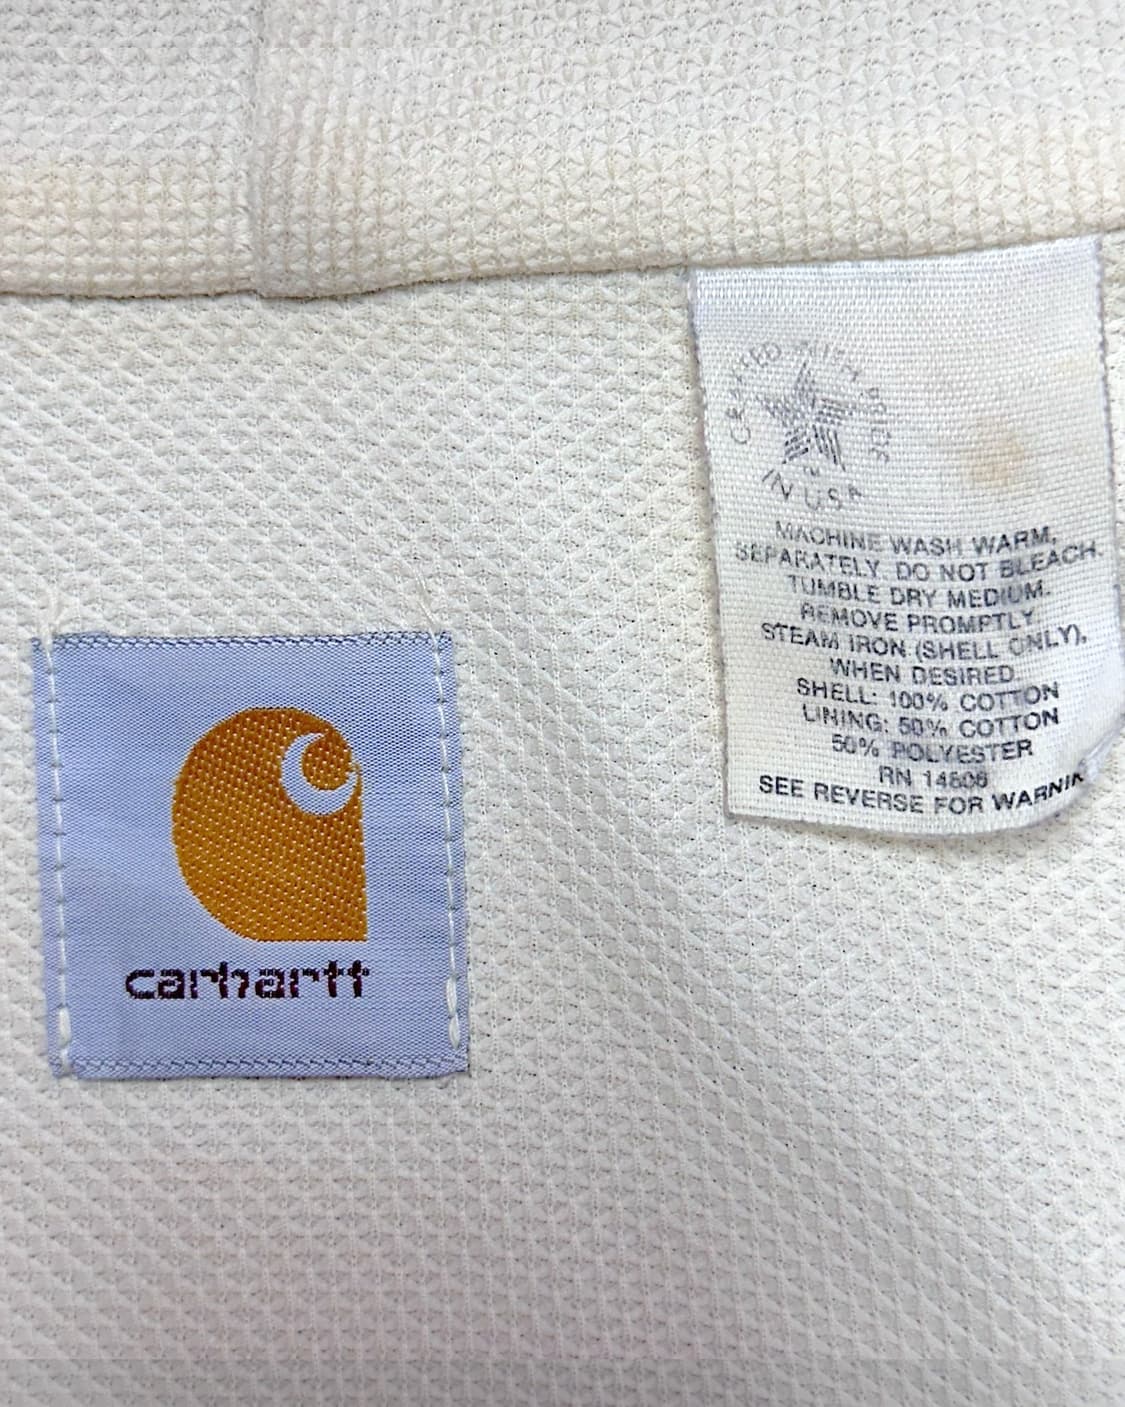 CRAFTED WITH PRIDE
IN USA
MACHINE WASH WARM,
SEPARATELY. DO NOT BLEACH.
TUMBLE DRY MEDIUM.
REMOVE PROMPTLY.
STEAM IRON (SHELL ONLY),
WHEN DESIRED.
SHELL: 100% COTTON
LINING: 50% COTTON
50% POLYESTER
RN 14806
SEE REVERSE FOR WARNIN
carhartt